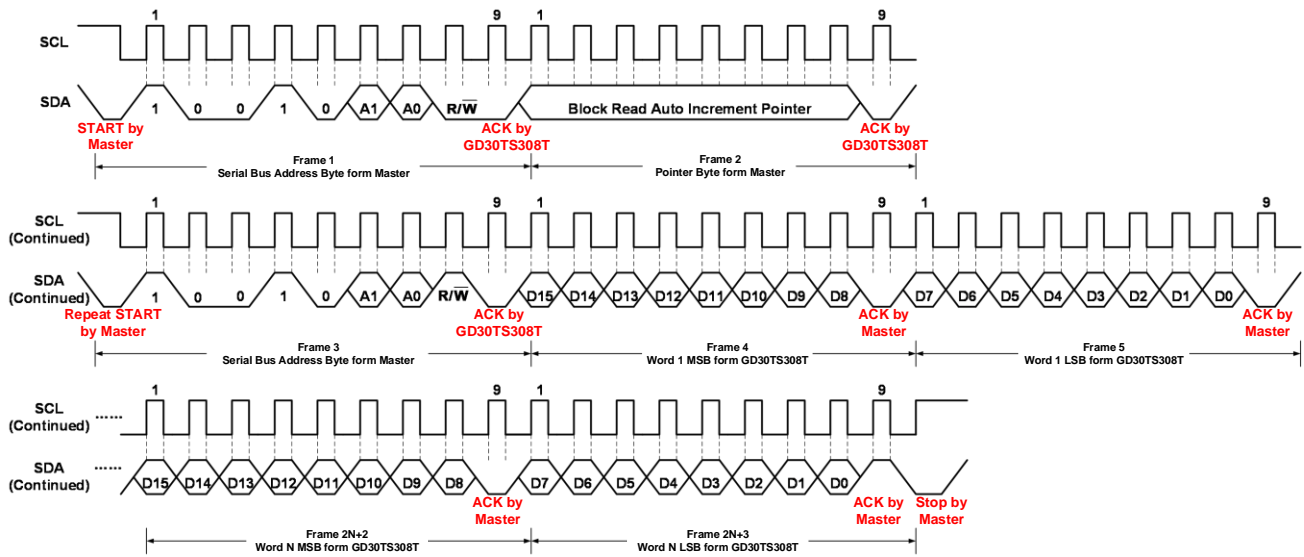 1 9 1 9
SCL
SDA 1 0 0 1 0 A1 A0 R/W̅ Block Read Auto Increment Pointer
START by
Master
ACK by
GD30TS308T
ACK by
GD30TS308T
Frame 1
Serial Bus Address Byte form Master
Frame 2
Pointer Byte form Master
1 9 1 9 1 9
SCL
(Continued)
SDA
(Continued)
1 0 0 1 0 A1 A0 R/W̅ D15 D14 D13 D12 D11 D10 D9 D8 D7 D6 D5 D4 D3 D2 D1 D0
Repeat START
by Master
ACK by
GD30TS308T
ACK by
Master
ACK by
Master
Frame 3
Serial Bus Address Byte form Master
Frame 4
Word 1 MSB form GD30TS308T
Frame 5
Word 1 LSB form GD30TS308T
1 9 1 9
SCL ......
(Continued)
SDA ......
(Continued)
D15 D14 D13 D12 D11 D10 D9 D8 D7 D6 D5 D4 D3 D2 D1 D0
ACK by
Master
ACK by
Master
Stop by
Master
Frame 2N+2
Word N MSB form GD30TS308T
Frame 2N+3
Word N LSB form GD30TS308T